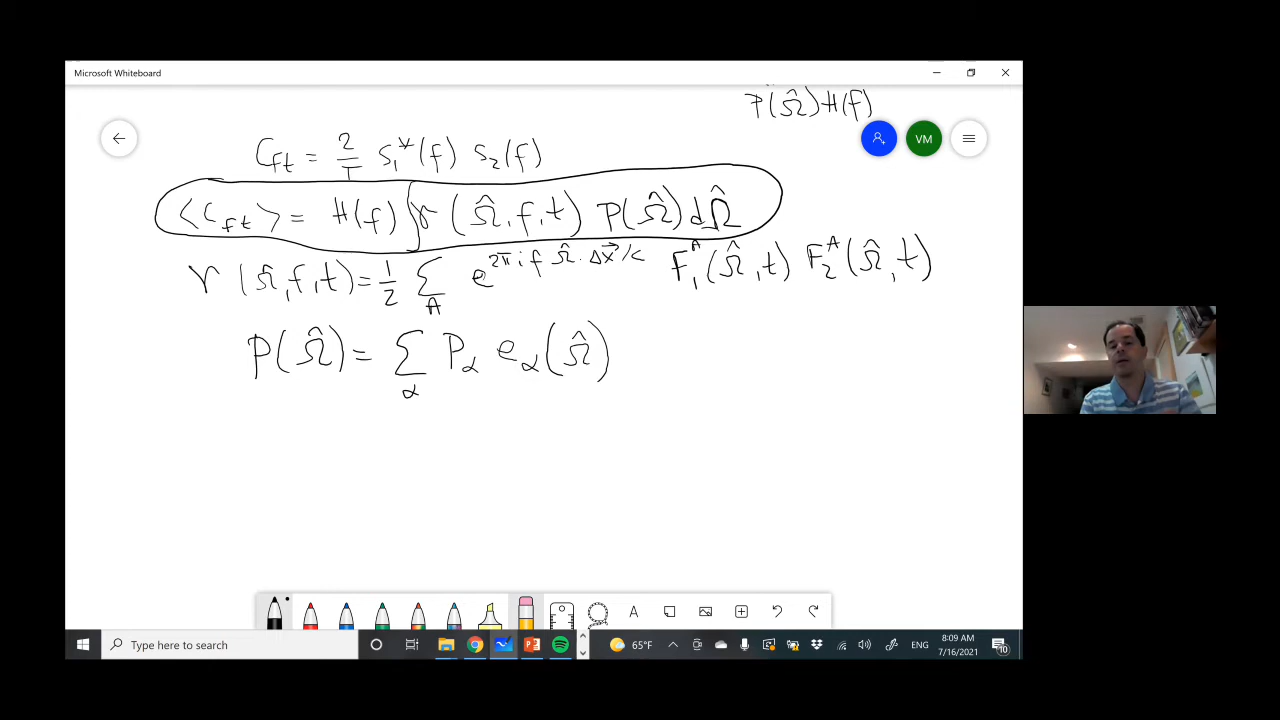 Microsoft Whiteboard
P(Ω̂)H(f)
VM
C_ft = 2/T s₁*(f) s₂(f)
<C_ft> = H(f) ∫γ(Ω̂,f,t) P(Ω̂)dΩ̂
γ(Ω̂,f,t)= 1/2 Σ_A e^{2πi f Ω̂·Δx⃗/c} F₁^A(Ω̂,t) F₂^A(Ω̂,t)
P(Ω̂)= Σ_α P_α e_α(Ω̂)
A
Type here to search
65°F
ENG
8:09 AM
7/16/2021
10